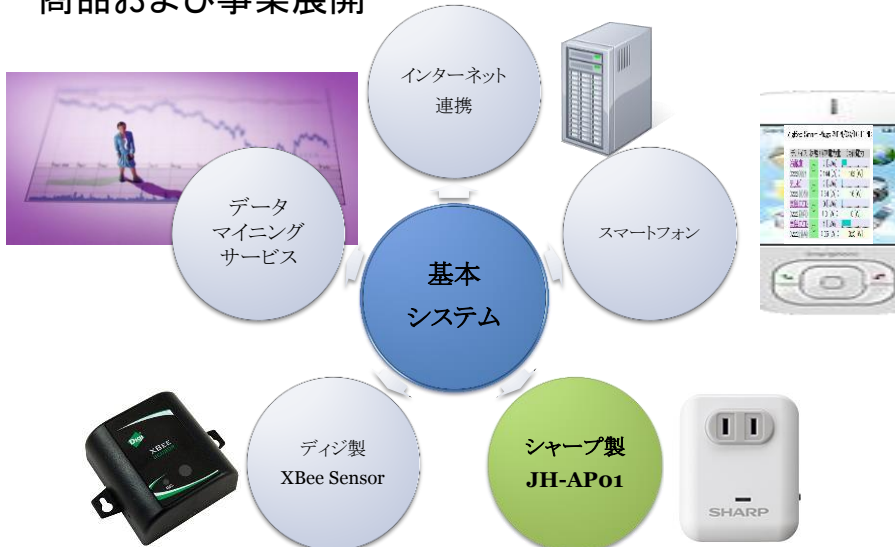 商品および事業展開
インターネット
連携
データ
マイニング
サービス
スマートフォン
基本
システム
ディジ製
XBee Sensor
シャープ製
JH-AP01
Digi
XBEE
SENSOR
SHARP